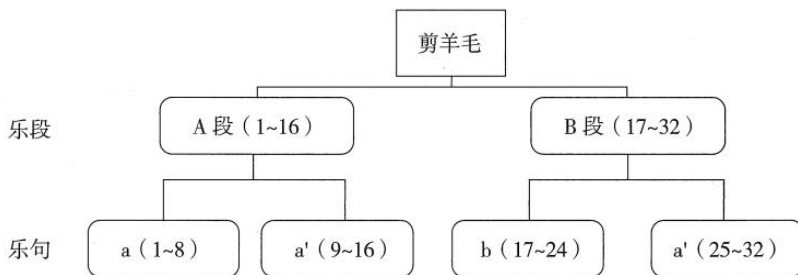 剪羊毛
乐段
A 段（1~16）
B 段（17~32）
乐句
a（1~8）
a'（9~16）
b（17~24）
a'（25~32）